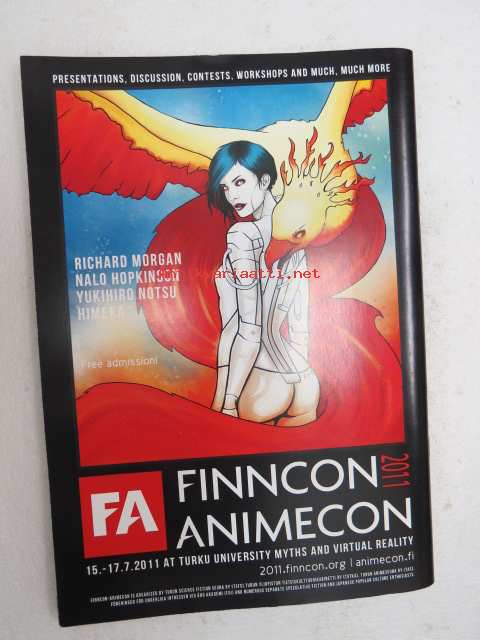 PRESENTATIONS, DISCUSSION, CONTESTS, WORKSHOPS AND MUCH, MUCH MORE
RICHARD MORGAN
NALO HOPKINSON
YUKIHIRO NOTSU
HIMEKA
Free admission!
FA
FINNCON 2011
ANIMECON
15.-17.7.2011 AT TURKU UNIVERSITY MYTHS AND VIRTUAL REALITY
2011.finncon.org | animecon.fi